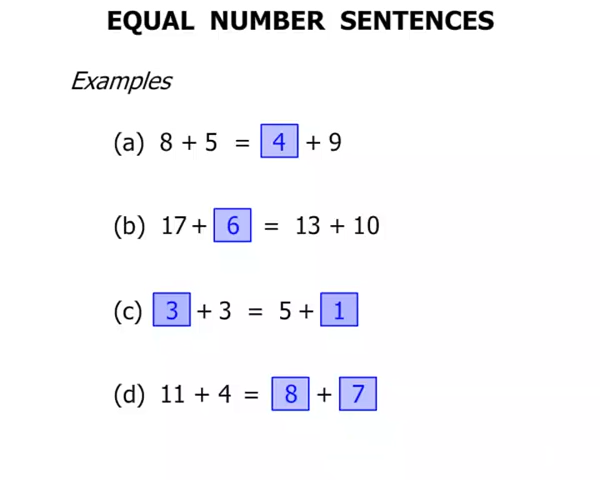 EQUAL NUMBER SENTENCES
Examples
(a) 8 + 5 = 4 + 9
(b) 17 + 6 = 13 + 10
(c) 3 + 3 = 5 + 1
(d) 11 + 4 = 8 + 7